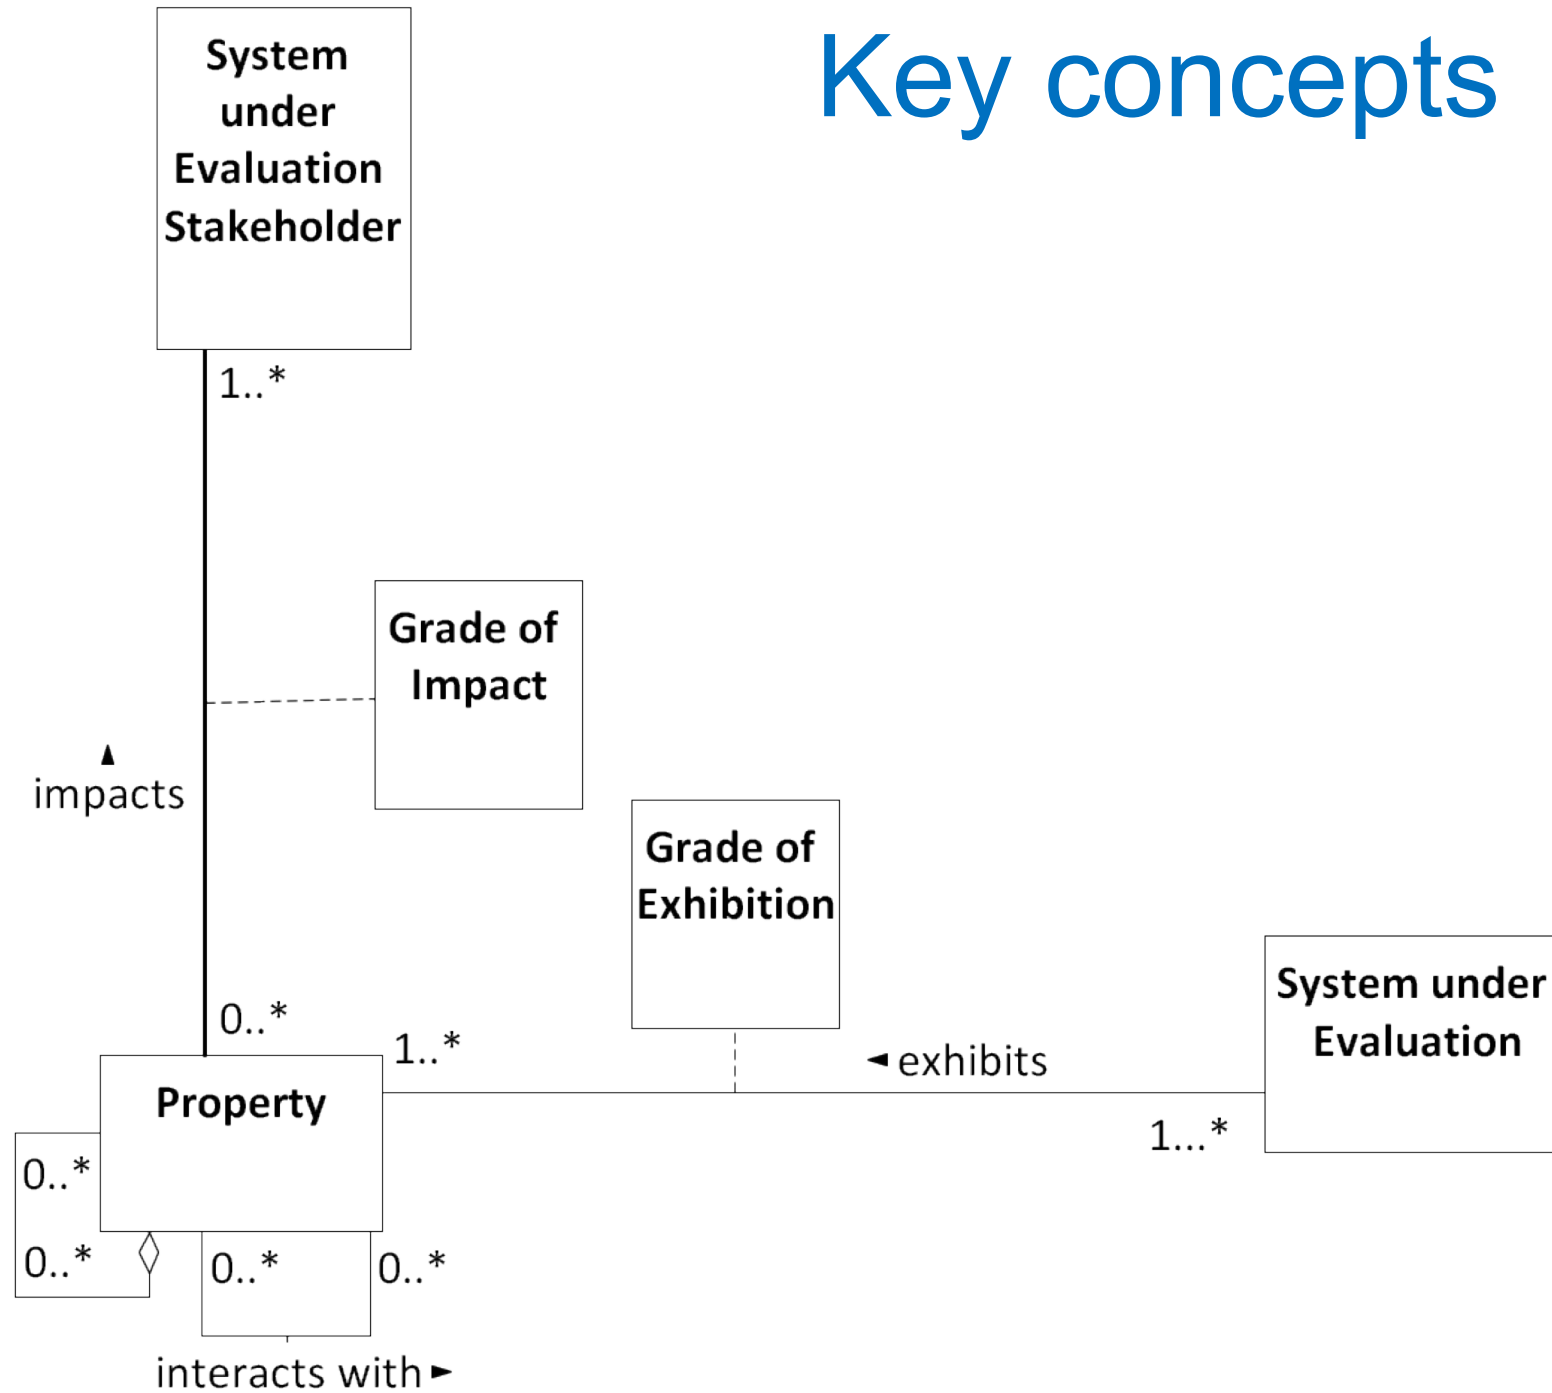 Key concepts
System
under
Evaluation
Stakeholder
1..*
Grade of
Impact
▲
impacts
Grade of
Exhibition
0..*
1..*
◄ exhibits
System under
Evaluation
1...*
Property
0..*
0..*
0..*
0..*
interacts with ►